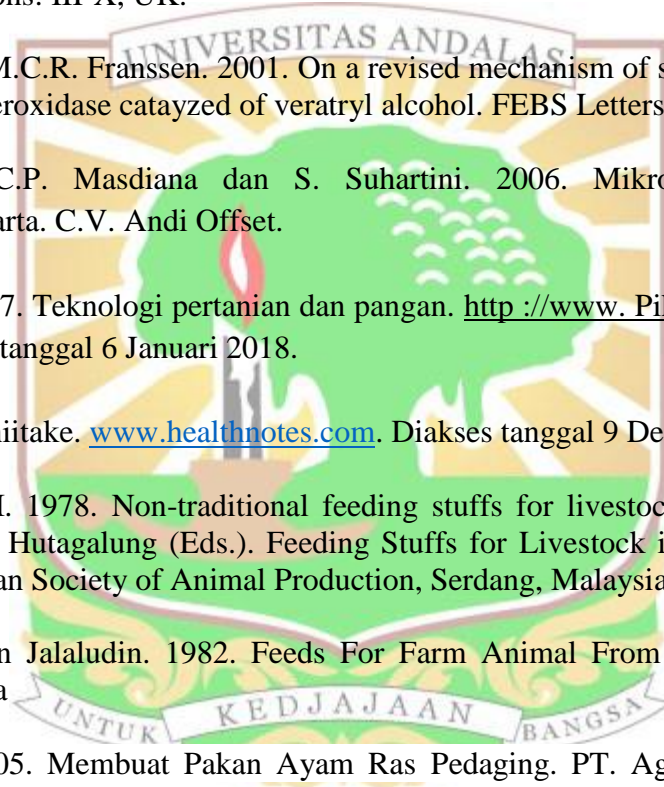 UNIVERSITAS ANDALAS
M.C.R. Franssen. 2001. On a revised mechanism of s
eroxidase catayzed of veratryl alcohol. FEBS Letters
C.P. Masdiana dan S. Suhartini. 2006. Mikro
arta. C.V. Andi Offset.
7. Teknologi pertanian dan pangan. http ://www. Pil
tanggal 6 Januari 2018.
iitake. www.healthnotes.com. Diakses tanggal 9 De
1978. Non-traditional feeding stuffs for livestoc
Hutagalung (Eds.). Feeding Stuffs for Livestock i
an Society of Animal Production, Serdang, Malaysia
n Jalaludin. 1982. Feeds For Farm Animal From
a
UNTUK KEDJAJAAN BANGSA
05. Membuat Pakan Ayam Ras Pedaging. PT. Ag